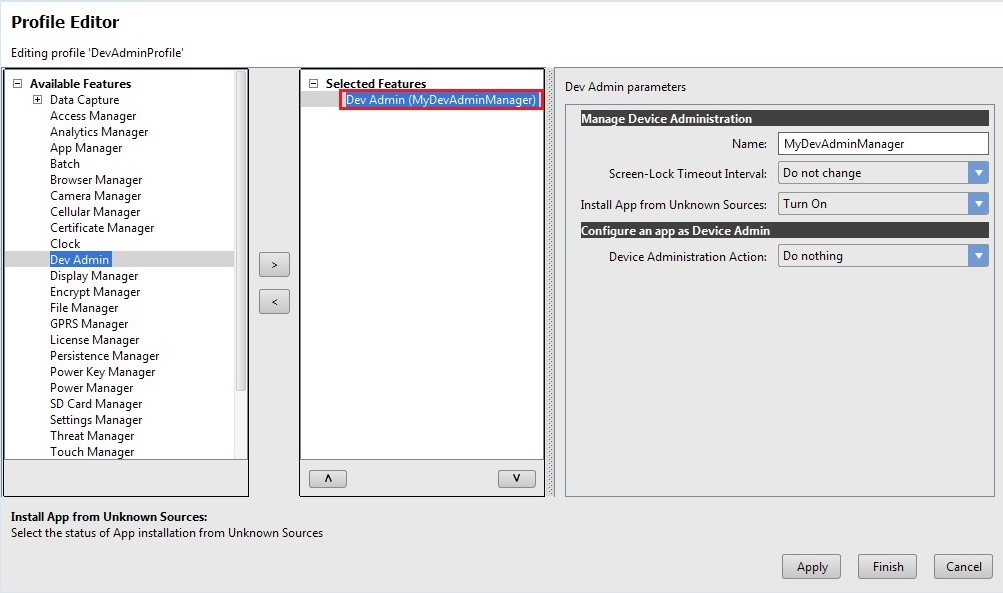 Profile Editor
Editing profile 'DevAdminProfile'
Available Features
Data Capture
Access Manager
Analytics Manager
App Manager
Batch
Browser Manager
Camera Manager
Cellular Manager
Certificate Manager
Clock
Dev Admin
Display Manager
Encrypt Manager
File Manager
GPRS Manager
License Manager
Persistence Manager
Power Key Manager
Power Manager
SD Card Manager
Settings Manager
Threat Manager
Touch Manager
>
<
Selected Features
Dev Admin (MyDevAdminManager)
Λ V
Dev Admin parameters
Manage Device Administration
Name: MyDevAdminManager
Screen-Lock Timeout Interval: Do not change
Install App from Unknown Sources: Turn On
Configure an app as Device Admin
Device Administration Action: Do nothing
Install App from Unknown Sources:
Select the status of App installation from Unknown Sources
Apply Finish Cancel